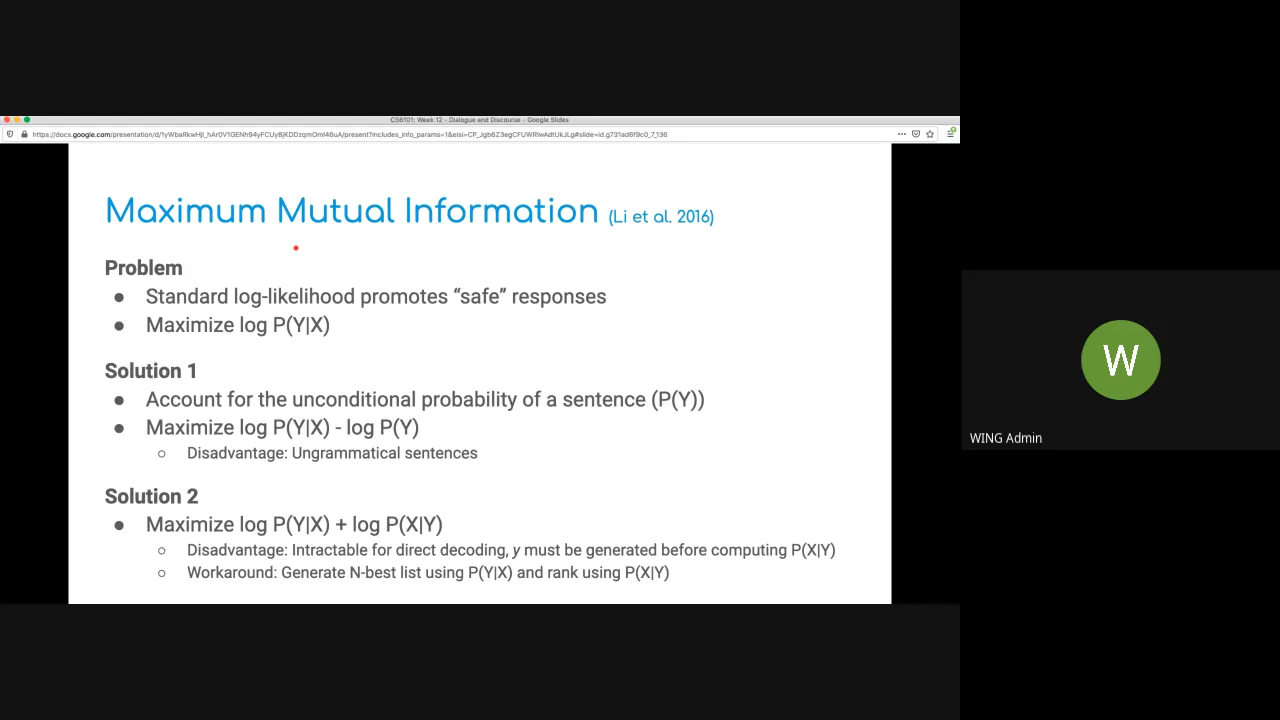 CS6101: Week 12 - Dialogue and Discourse - Google Slides
Maximum Mutual Information (Li et al. 2016)
Problem
● Standard log-likelihood promotes “safe” responses
● Maximize log P(Y|X)
Solution 1
● Account for the unconditional probability of a sentence (P(Y))
● Maximize log P(Y|X) - log P(Y)
○ Disadvantage: Ungrammatical sentences
Solution 2
● Maximize log P(Y|X) + log P(X|Y)
○ Disadvantage: Intractable for direct decoding, y must be generated before computing P(X|Y)
○ Workaround: Generate N-best list using P(Y|X) and rank using P(X|Y)
W
WING Admin